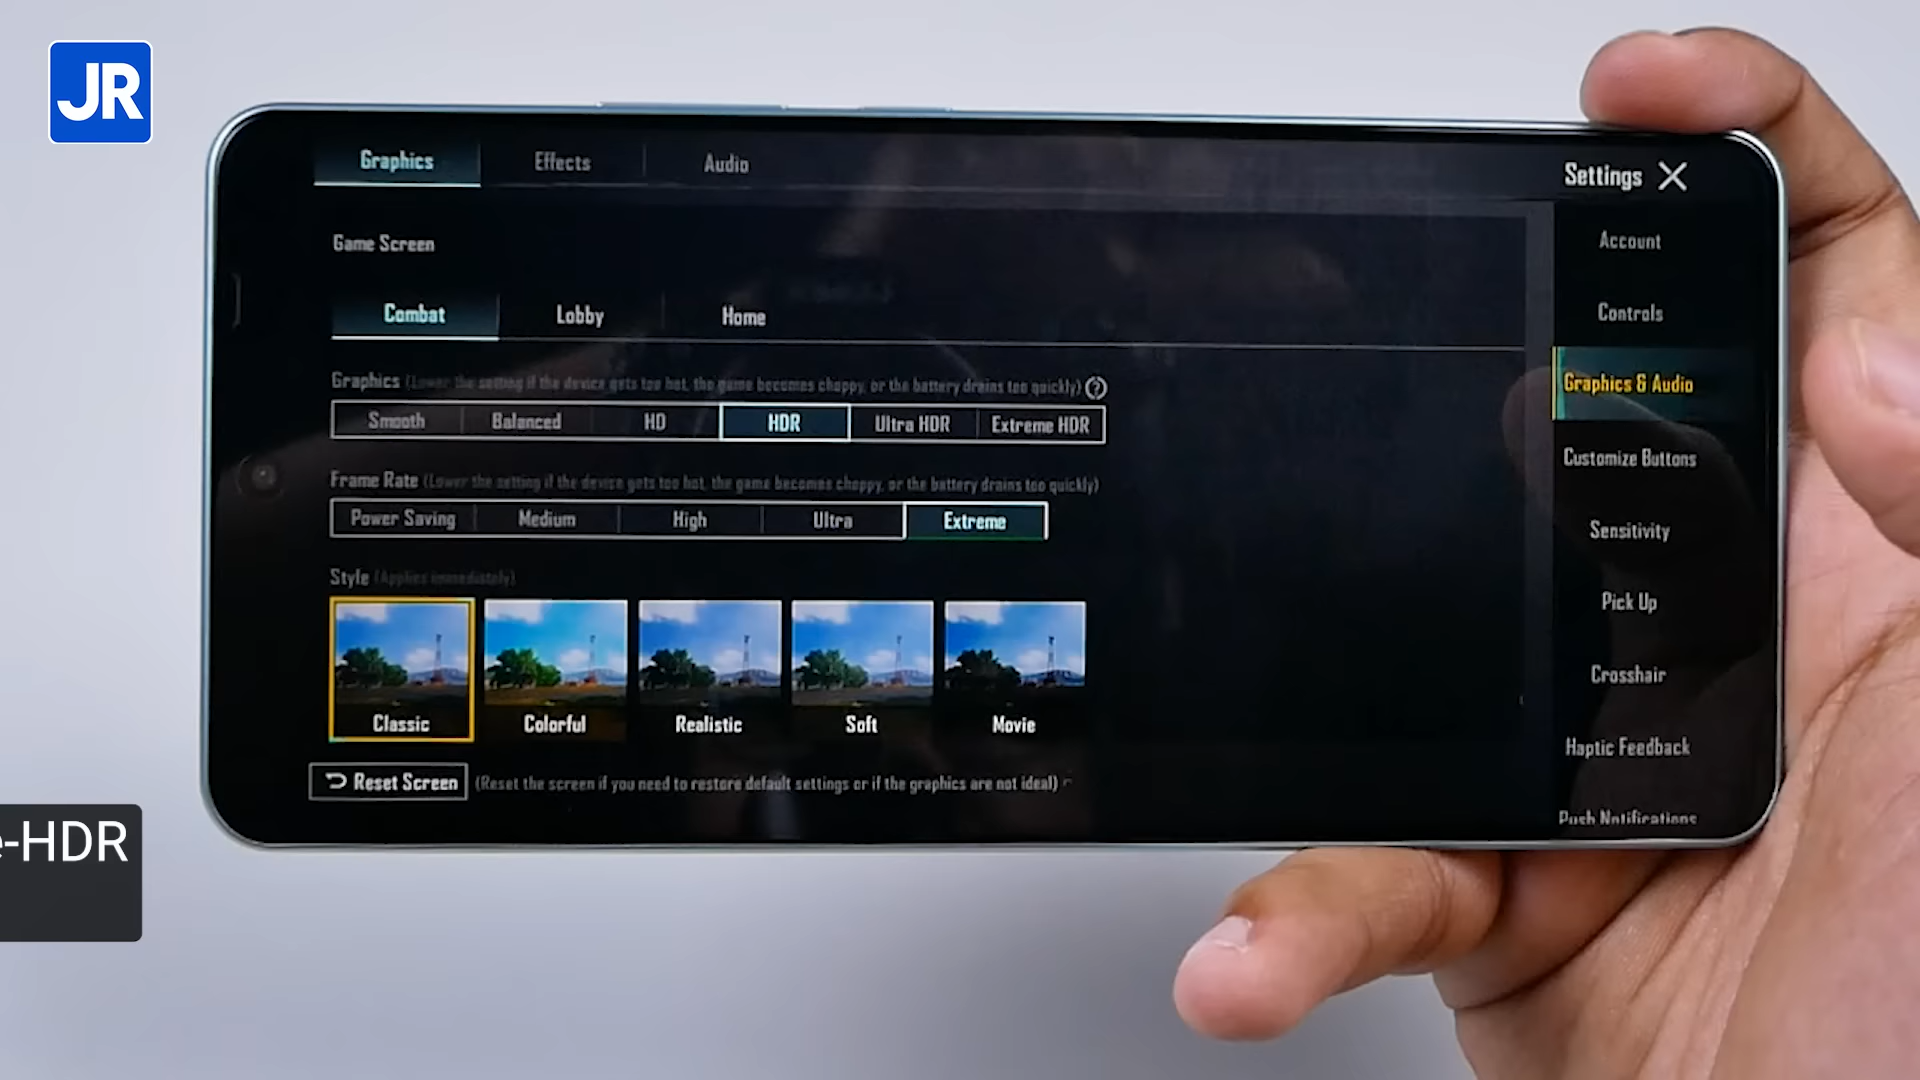 JR
Graphics Effects Audio
Settings
Game Screen
Account
Combat Lobby Home
Controls
Graphics (Lower the setting if the device gets too hot, the game becomes choppy, or the battery drains too quickly) ?
Graphics & Audio
Smooth Balanced HD HDR Ultra HDR Extreme HDR
Customize Buttons
Frame Rate (Lower the setting if the device gets too hot, the game becomes choppy, or the battery drains too quickly)
Power Saving Medium High Ultra Extreme
Sensitivity
Style (Applies immediately)
Pick Up
Crosshair
Classic Colorful Realistic Soft Movie
Haptic Feedback
Reset Screen (Reset the screen if you need to restore default settings or if the graphics are not ideal)
Push Notifications
e-HDR